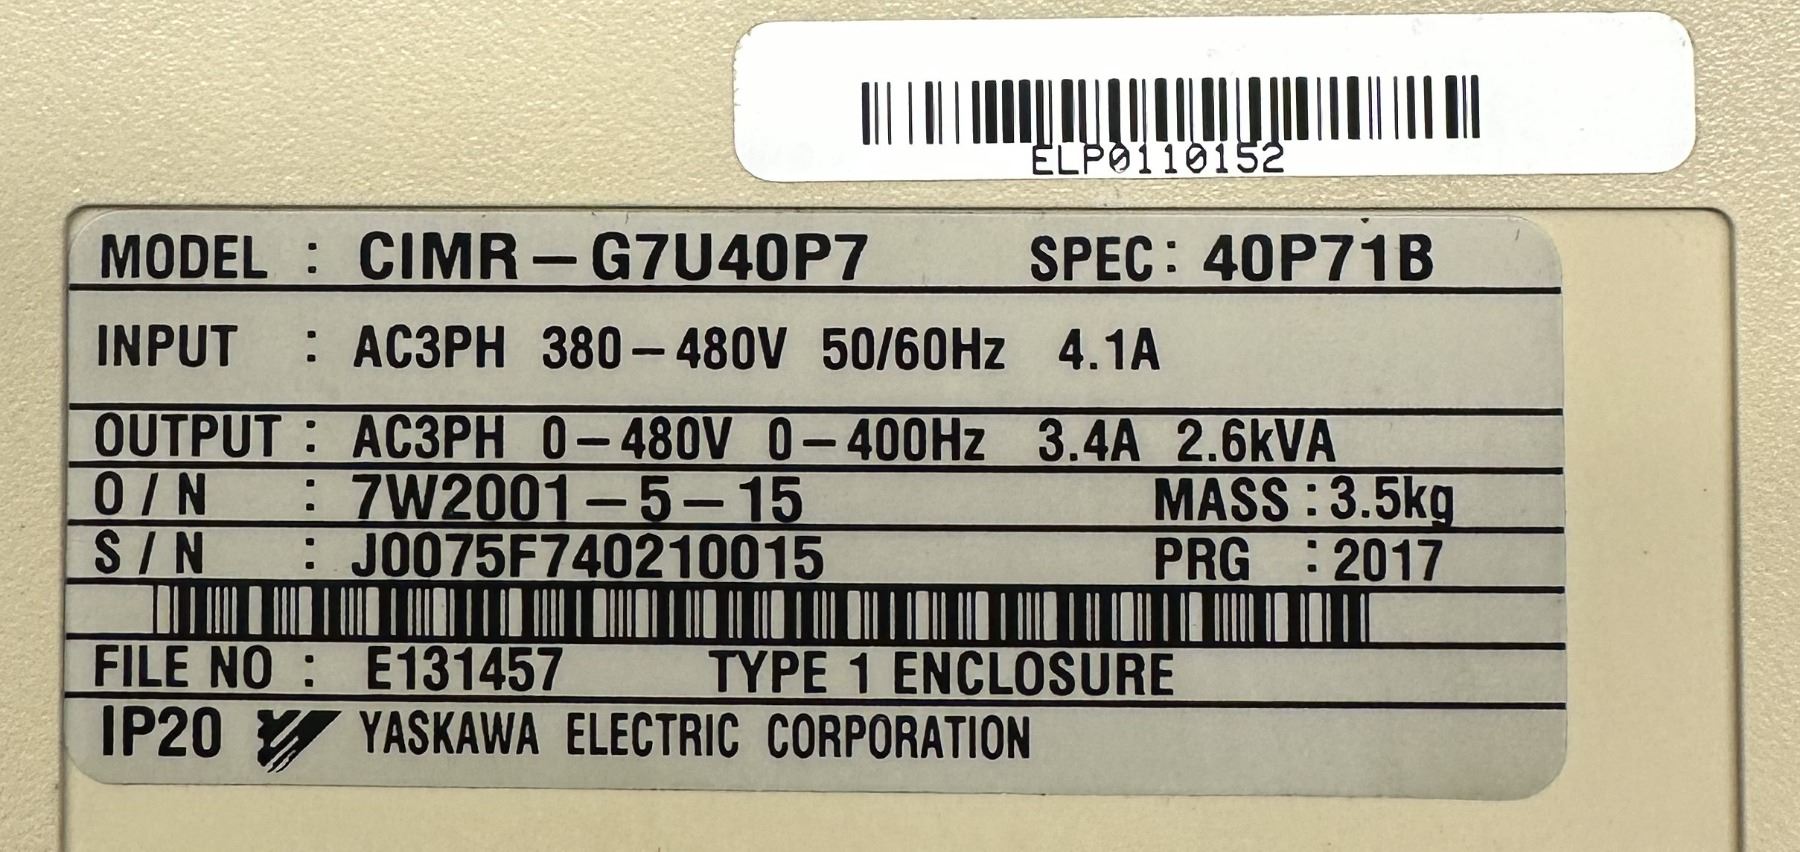 ELP0110152
MODEL : CIMR-G7U40P7 SPEC: 40P71B
INPUT : AC3PH 380-480V 50/60Hz 4.1A
OUTPUT : AC3PH 0-480V 0-400Hz 3.4A 2.6kVA
O/N : 7W2001-5-15 MASS : 3.5kg
S/N : J0075F740210015 PRG : 2017
FILE NO : E131457 TYPE 1 ENCLOSURE
IP20 YASKAWA ELECTRIC CORPORATION